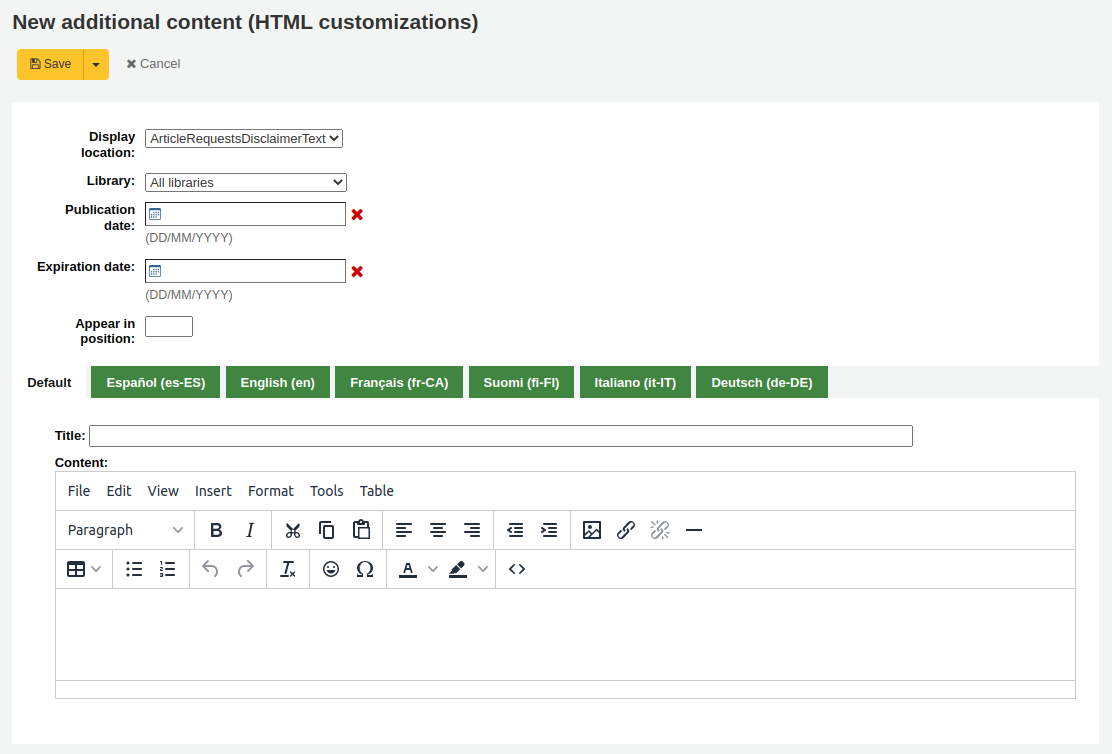 New additional content (HTML customizations)
Save
Cancel
Display location: ArticleRequestsDisclaimerText
Library: All libraries
Publication date:
(DD/MM/YYYY)
Expiration date:
(DD/MM/YYYY)
Appear in position:
Default Español (es-ES) English (en) Français (fr-CA) Suomi (fi-FI) Italiano (it-IT) Deutsch (de-DE)
Title:
Content:
File Edit View Insert Format Tools Table
Paragraph B I